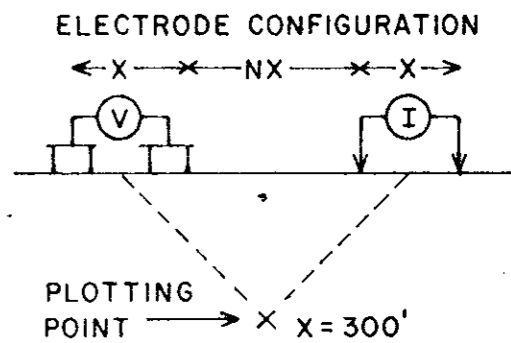 ELECTRODE CONFIGURATION
X NX X
V I
PLOTTING
POINT X X = 300'